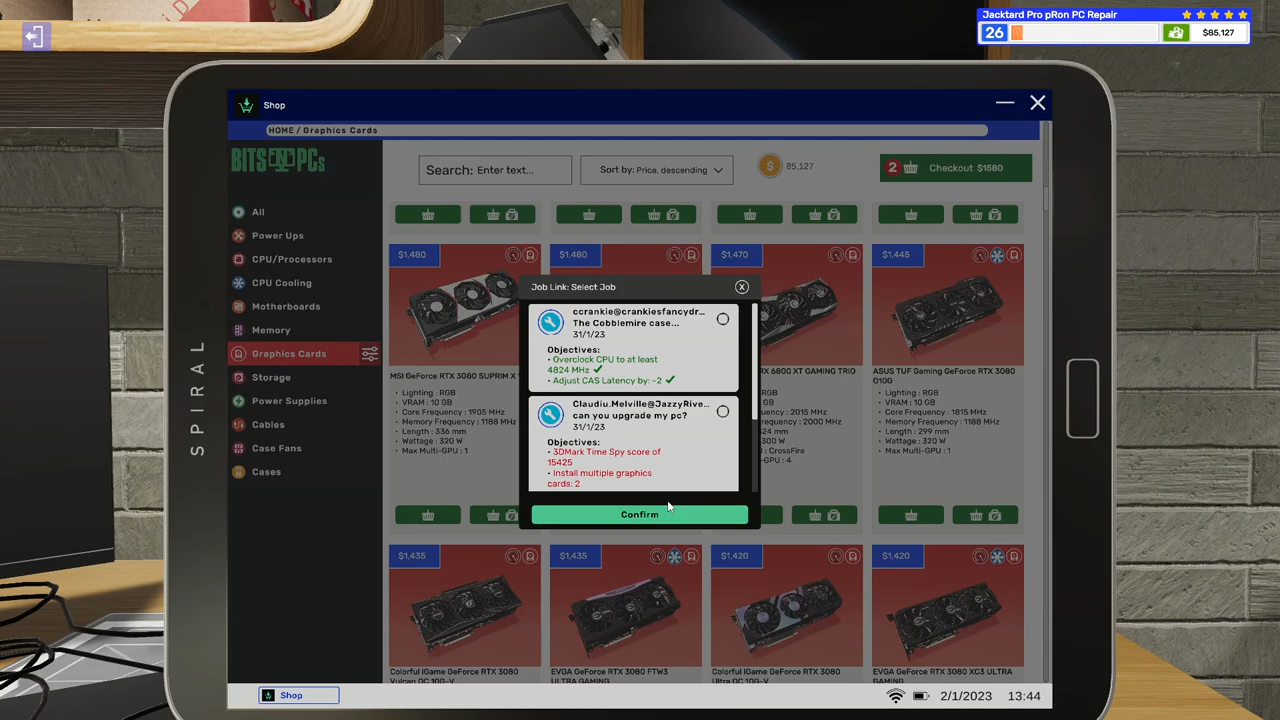 Jacktard Pro pRon PC Repair
26
$85,127
Shop
HOME / Graphics Cards
BITS N PCs
Search: Enter text...
Sort by: Price, descending
85,127
2
Checkout $1580
All
Power Ups
CPU/Processors
CPU Cooling
Motherboards
Memory
Graphics Cards
Storage
Power Supplies
Cables
Case Fans
Cases
SPIRAL
$1,480
$1,480
$1,470
$1,445
MSI GeForce RTX 3080 SUPRIM X
• Lighting : RGB
• VRAM : 10 GB
• Core Frequency : 1905 MHz
• Memory Frequency : 1188 MHz
• Length : 336 mm
• Wattage : 320 W
• Max Multi-GPU : 1
RX 6800 XT GAMING TRIO
RGB
GB
2015 MHz
2000 MHz
324 mm
300 W
CrossFire
GPU : 4
ASUS TUF Gaming GeForce RTX 3080
O10G
• Lighting : RGB
• VRAM : 10 GB
• Core Frequency : 1815 MHz
• Memory Frequency : 1188 MHz
• Length : 299 mm
• Wattage : 320 W
• Max Multi-GPU : 1
Job Link: Select Job
X
ccrankie@crankiesfancydr...
The Cobblemire case...
31/1/23
Objectives:
• Overclock CPU to at least
4824 MHz
• Adjust CAS Latency by: -2
Claudiu.Melville@JazzyRive...
can you upgrade my pc?
31/1/23
Objectives:
• 3DMark Time Spy score of
15425
• Install multiple graphics
cards: 2
Confirm
$1,435
$1,435
$1,420
$1,420
Colorful iGame GeForce RTX 3080
Vulcan OC 10G-V
EVGA GeForce RTX 3080 FTW3
ULTRA GAMING
Colorful iGame GeForce RTX 3080
Ultra OC 10G-V
EVGA GeForce RTX 3080 XC3 ULTRA
GAMING
Shop
2/1/2023
13:44